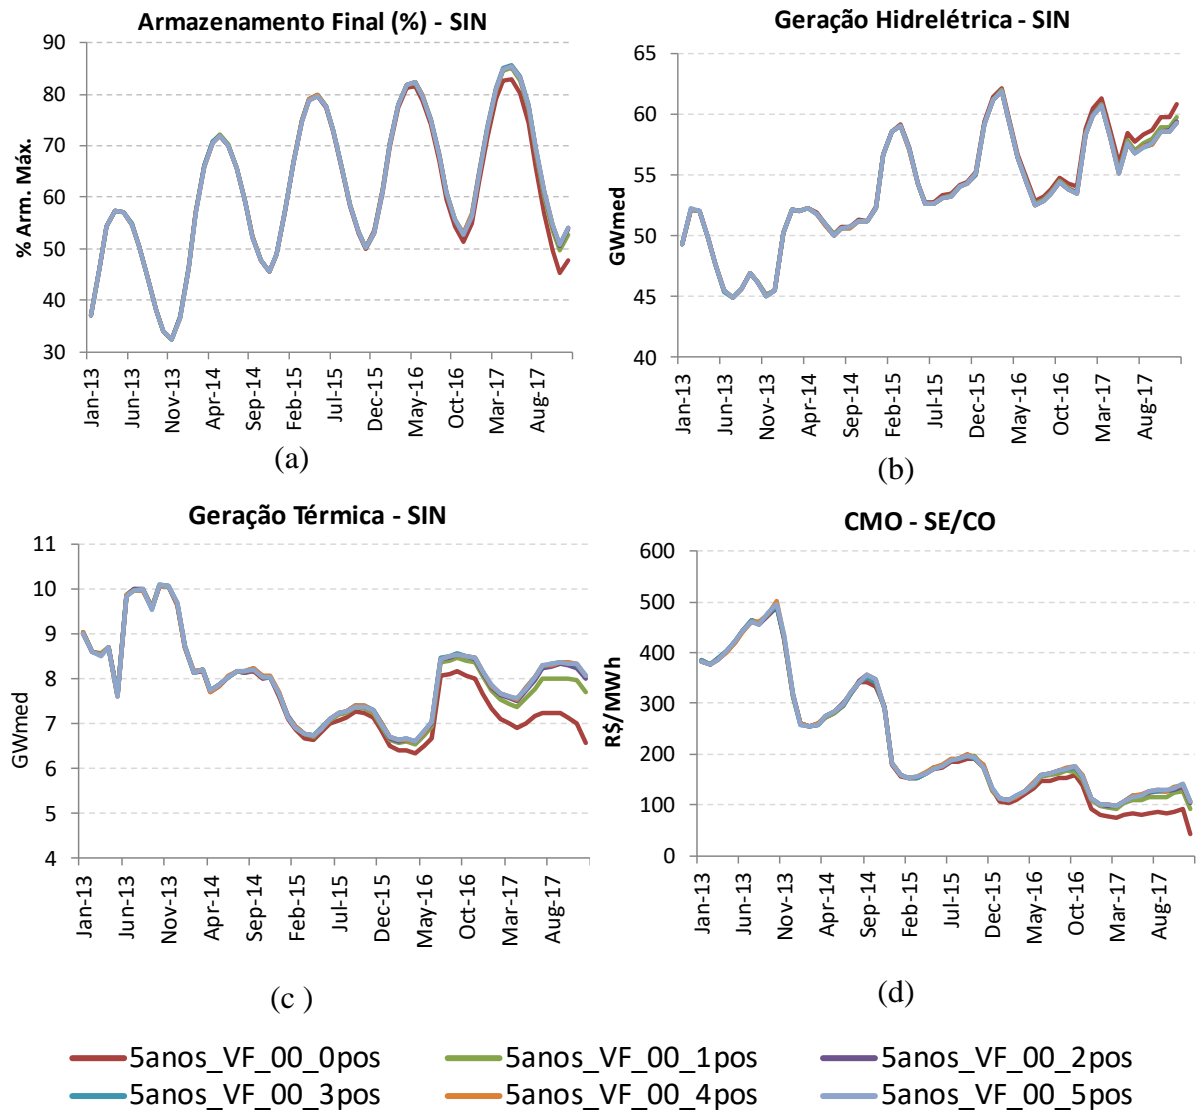 Armazenamento Final (%) - SIN
% Arm. Máx.
90
80
70
60
50
40
30
Jan-13
Jun-13
Nov-13
Apr-14
Sep-14
Feb-15
Jul-15
Dec-15
May-16
Oct-16
Mar-17
Aug-17
(a)
Geração Hidrelétrica - SIN
GWmed
65
60
55
50
45
40
Jan-13
Jun-13
Nov-13
Apr-14
Sep-14
Feb-15
Jul-15
Dec-15
May-16
Oct-16
Mar-17
Aug-17
(b)
Geração Térmica - SIN
GWmed
11
10
9
8
7
6
5
4
Jan-13
Jun-13
Nov-13
Apr-14
Sep-14
Feb-15
Jul-15
Dec-15
May-16
Oct-16
Mar-17
Aug-17
(c )
CMO - SE/CO
R$/MWh
600
500
400
300
200
100
0
Jan-13
Jun-13
Nov-13
Apr-14
Sep-14
Feb-15
Jul-15
Dec-15
May-16
Oct-16
Mar-17
Aug-17
(d)
5anos_VF_00_0pos
5anos_VF_00_1pos
5anos_VF_00_2pos
5anos_VF_00_3pos
5anos_VF_00_4pos
5anos_VF_00_5pos